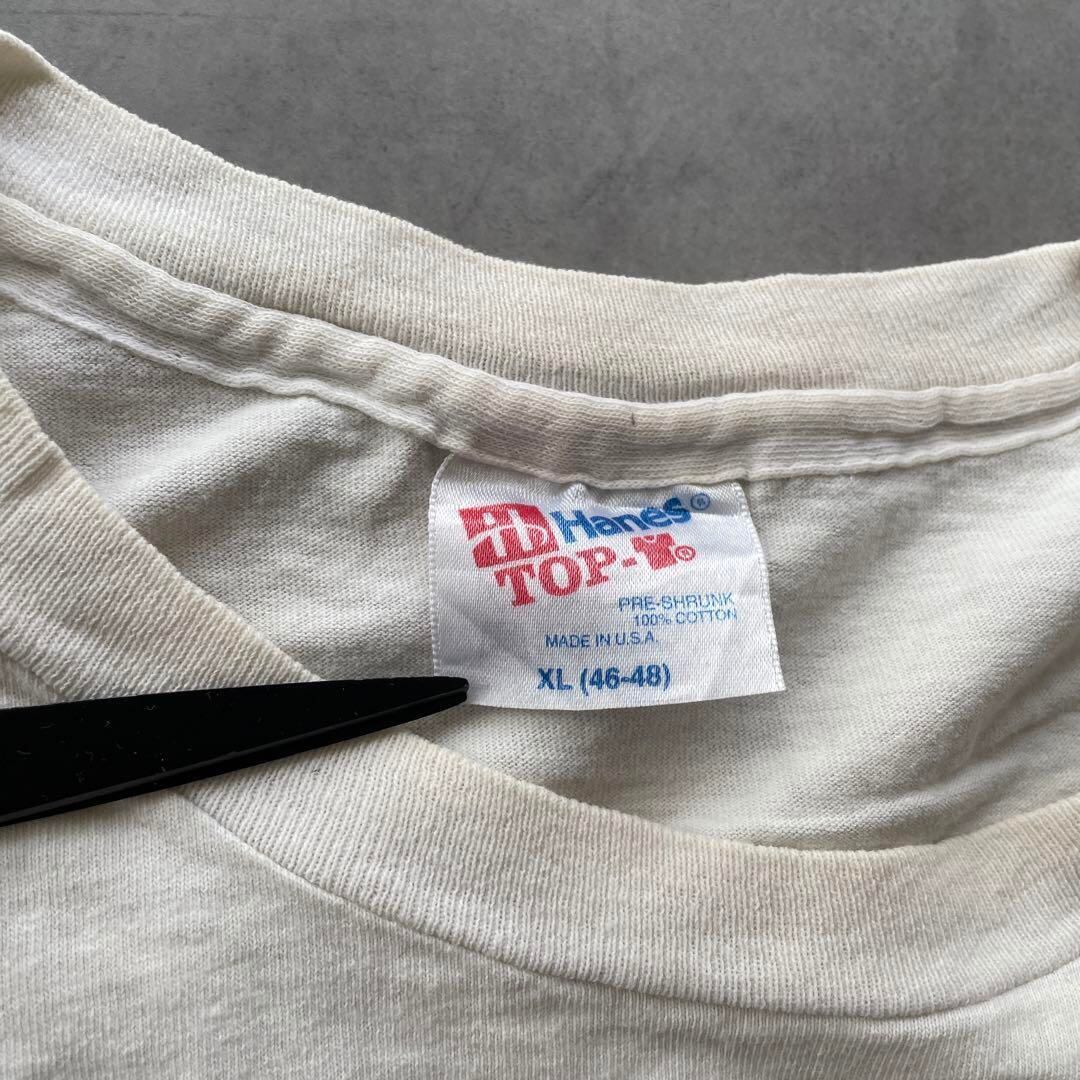 Hanes®
TOP-T®
PRE-SHRUNK
100% COTTON
MADE IN U.S.A.
XL (46-48)